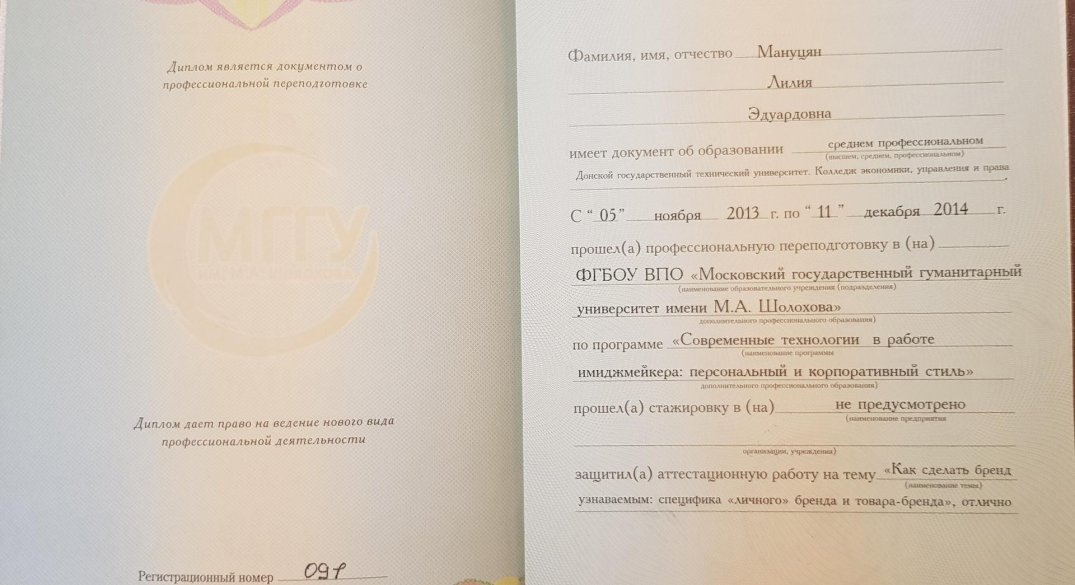 Диплом является документом о
профессиональной переподготовке
МГГУ
ИМ. М.А. ШОЛОХОВА
Диплом дает право на ведение нового вида
профессиональной деятельности
Регистрационный номер 091
Фамилия, имя, отчество Мануцян
Лилия
Эдуардовна
имеет документ об образовании среднем профессиональном
(высшем, среднем, профессиональном)
Донской государственный технический университет. Колледж экономики, управления и права
С “ 05 ” ноября 2013 г. по “ 11 ” декабря 2014 г.
прошел(а) профессиональную переподготовку в (на)
ФГБОУ ВПО «Московский государственный гуманитарный
(наименование образовательного учреждения (подразделения)
университет имени М.А. Шолохова»
дополнительного профессионального образования)
по программе «Современные технологии в работе
(наименование программы
имиджмейкера: персональный и корпоративный стиль»
дополнительного профессионального образования)
прошел(а) стажировку в (на) не предусмотрено
(наименование предприятия
организации, учреждения)
защитил(а) аттестационную работу на тему «Как сделать бренд
(наименование темы)
узнаваемым: специфика «личного» бренда и товара-бренда», отлично